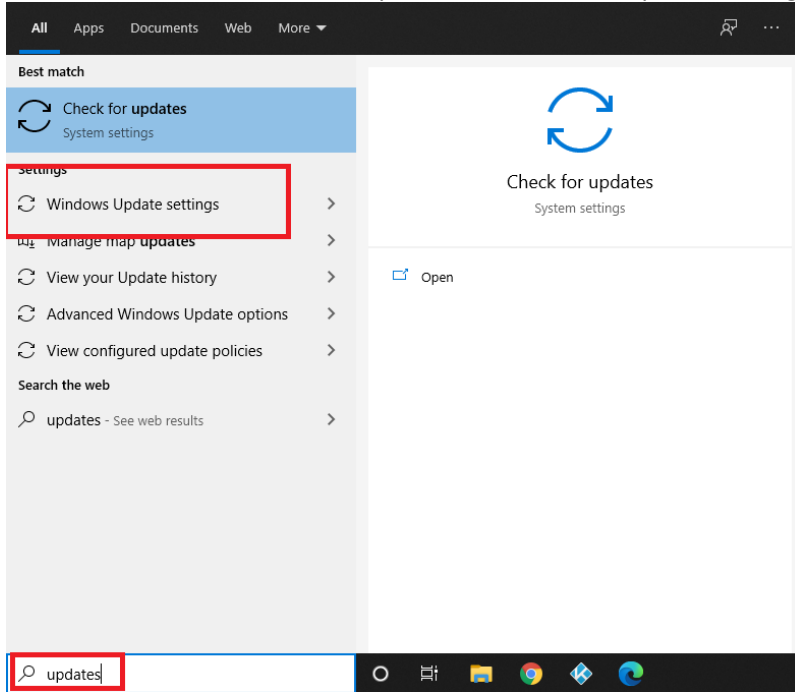 All Apps Documents Web More
Best match
Check for updates
System settings
Settings
Windows Update settings
Manage map updates
View your Update history
Advanced Windows Update options
View configured update policies
Search the web
updates - See web results
Check for updates
System settings
Open
updates